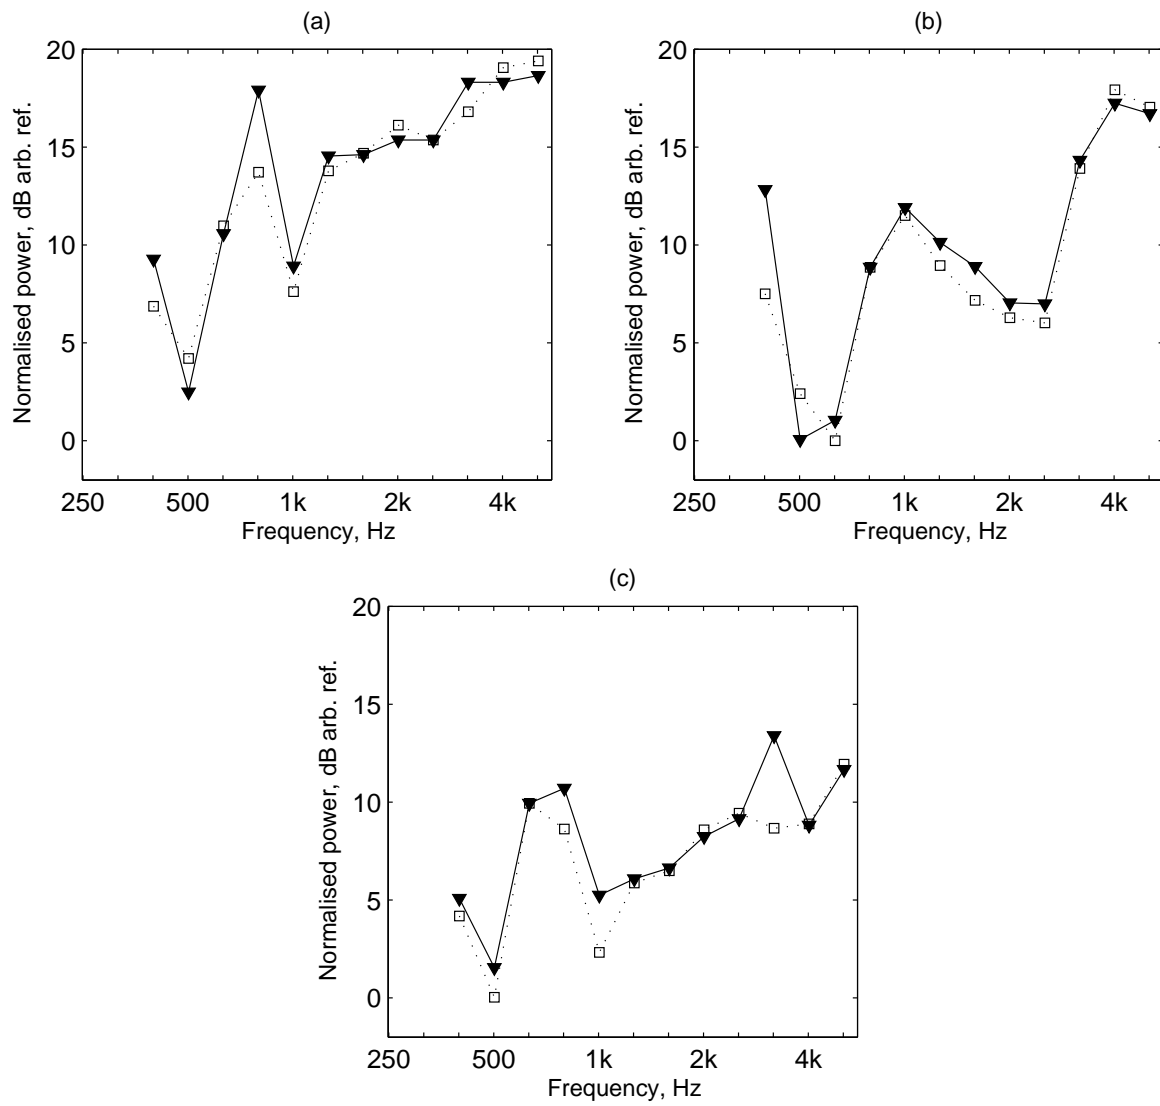 (a)
20
15
10
5
0
Normalised power, dB arb. ref.
250 500 1k 2k 4k
Frequency, Hz
(b)
20
15
10
5
0
Normalised power, dB arb. ref.
250 500 1k 2k 4k
Frequency, Hz
(c)
20
15
10
5
0
Normalised power, dB arb. ref.
250 500 1k 2k 4k
Frequency, Hz